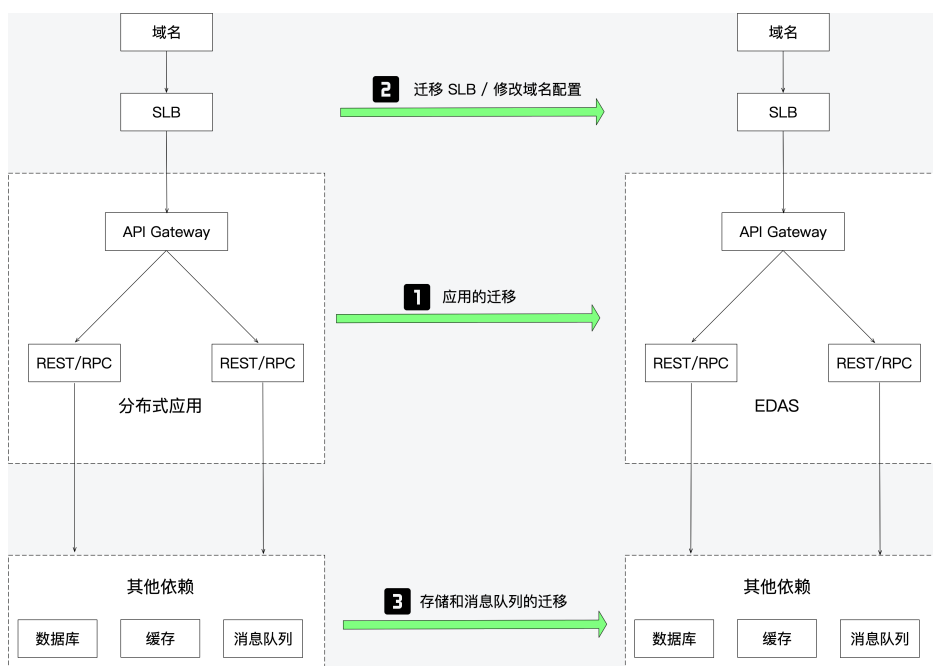 域名
域名
2 迁移 SLB / 修改域名配置
SLB
SLB
API Gateway
API Gateway
1 应用的迁移
REST/RPC
REST/RPC
REST/RPC
REST/RPC
分布式应用
EDAS
其他依赖
其他依赖
3 存储和消息队列的迁移
数据库
缓存
消息队列
数据库
缓存
消息队列